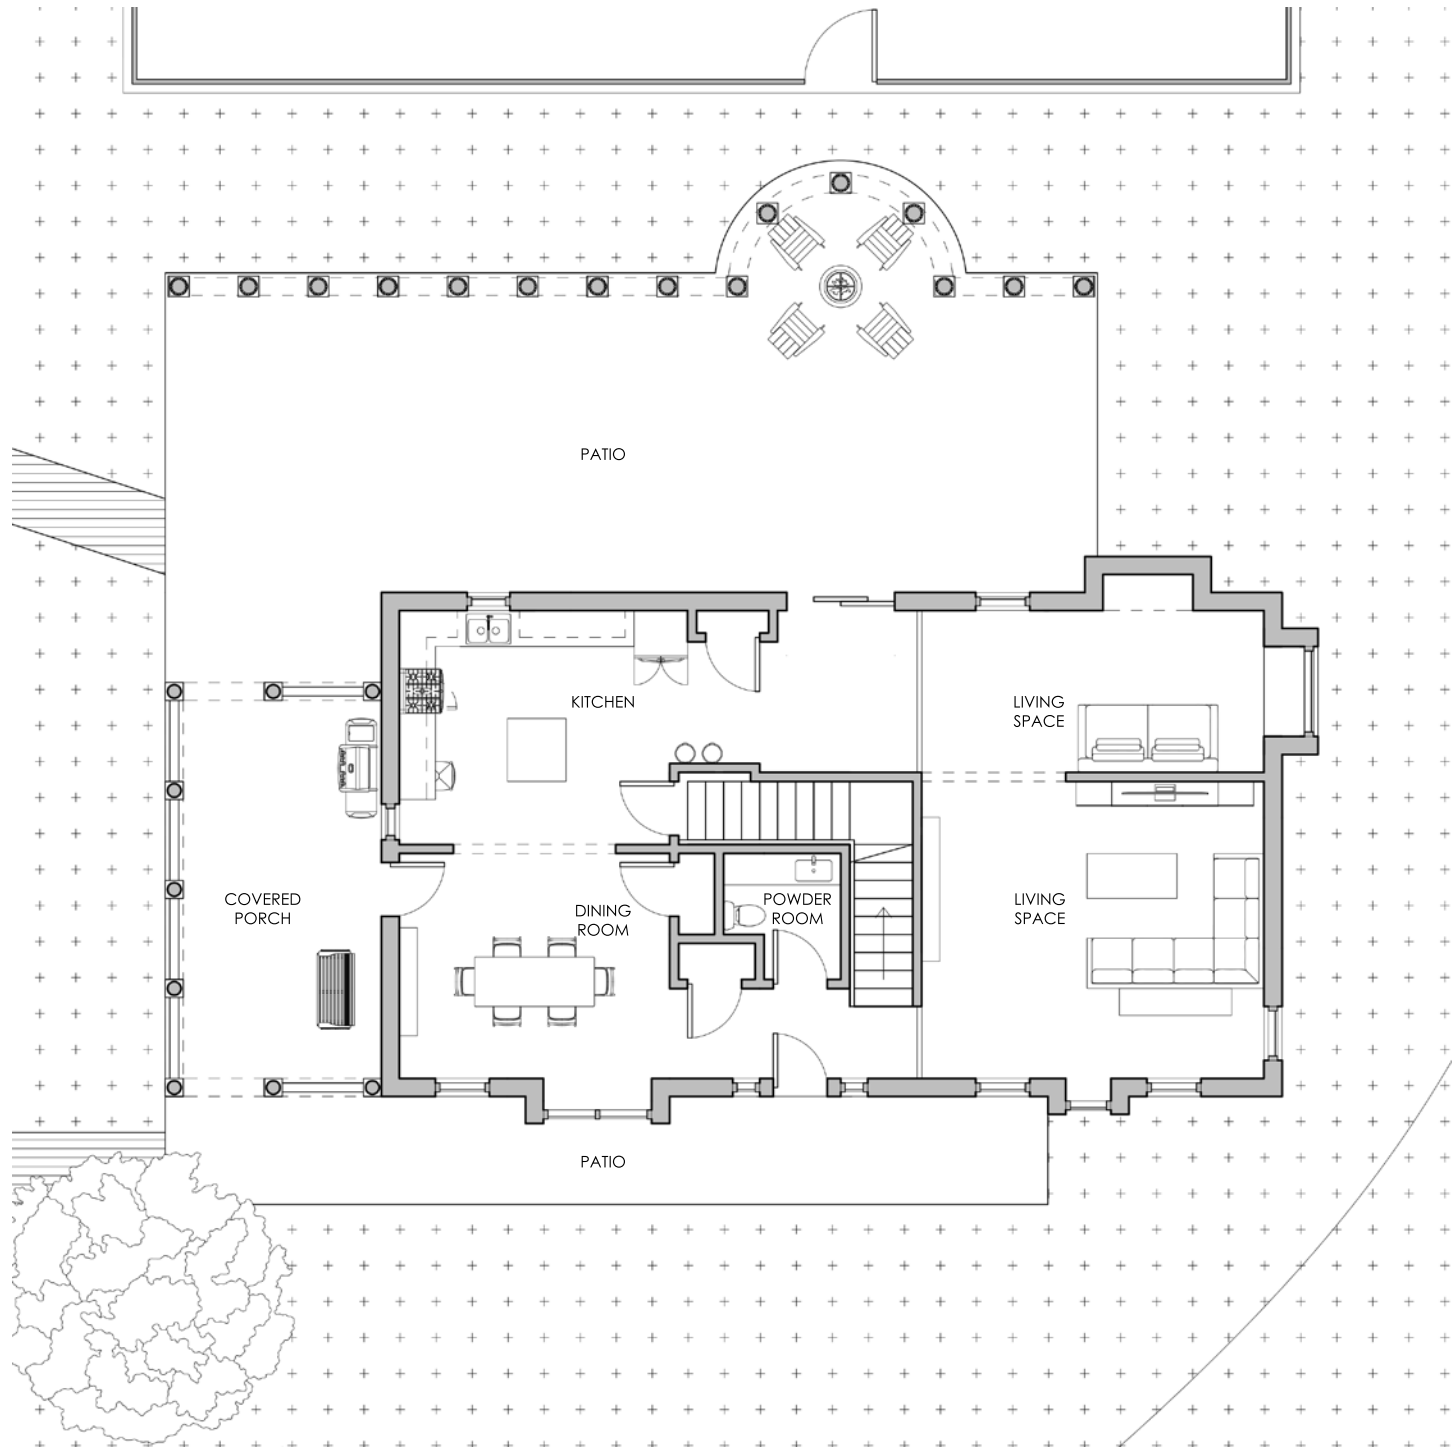 PATIO
KITCHEN
LIVING
SPACE
COVERED
PORCH
DINING
ROOM
POWDER
ROOM
LIVING
SPACE
PATIO